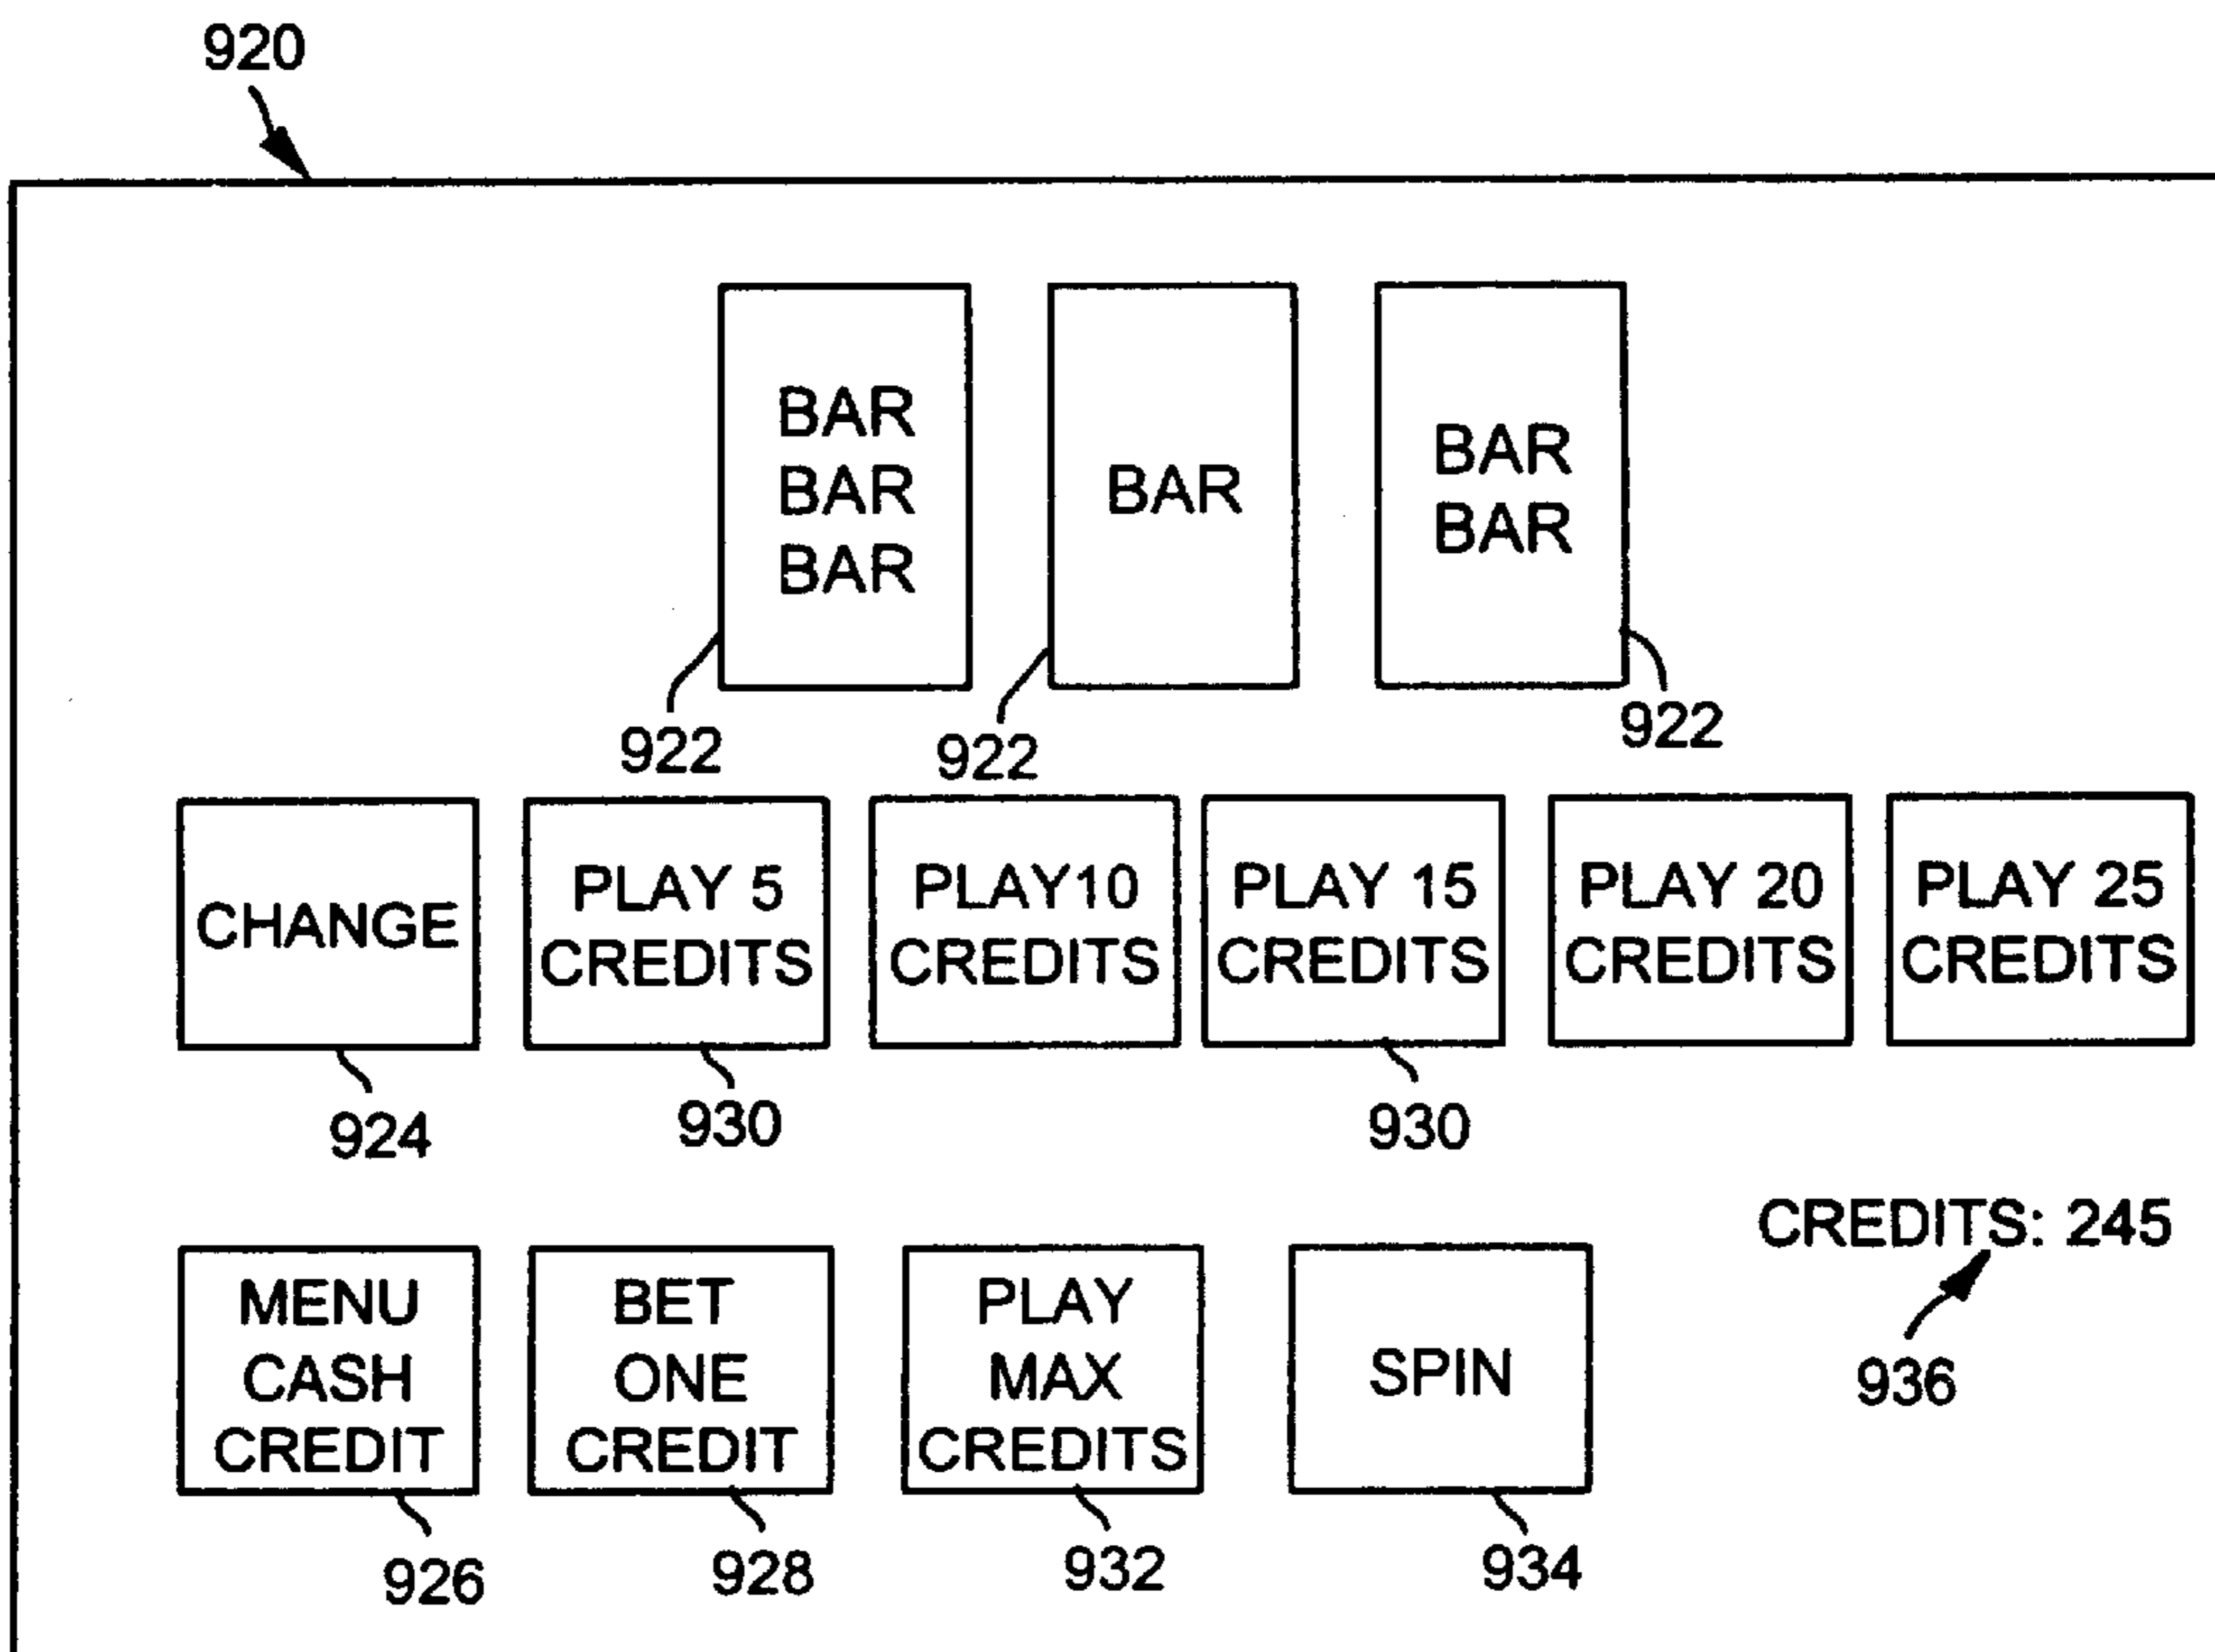 920
BAR
BAR
BAR
BAR
BAR
BAR
922
922
922
CHANGE
PLAY 5
CREDITS
PLAY10
CREDITS
PLAY 15
CREDITS
PLAY 20
CREDITS
PLAY 25
CREDITS
924
930
930
CREDITS: 245
936
MENU
CASH
CREDIT
BET
ONE
CREDIT
PLAY
MAX
CREDITS
SPIN
926
928
932
934